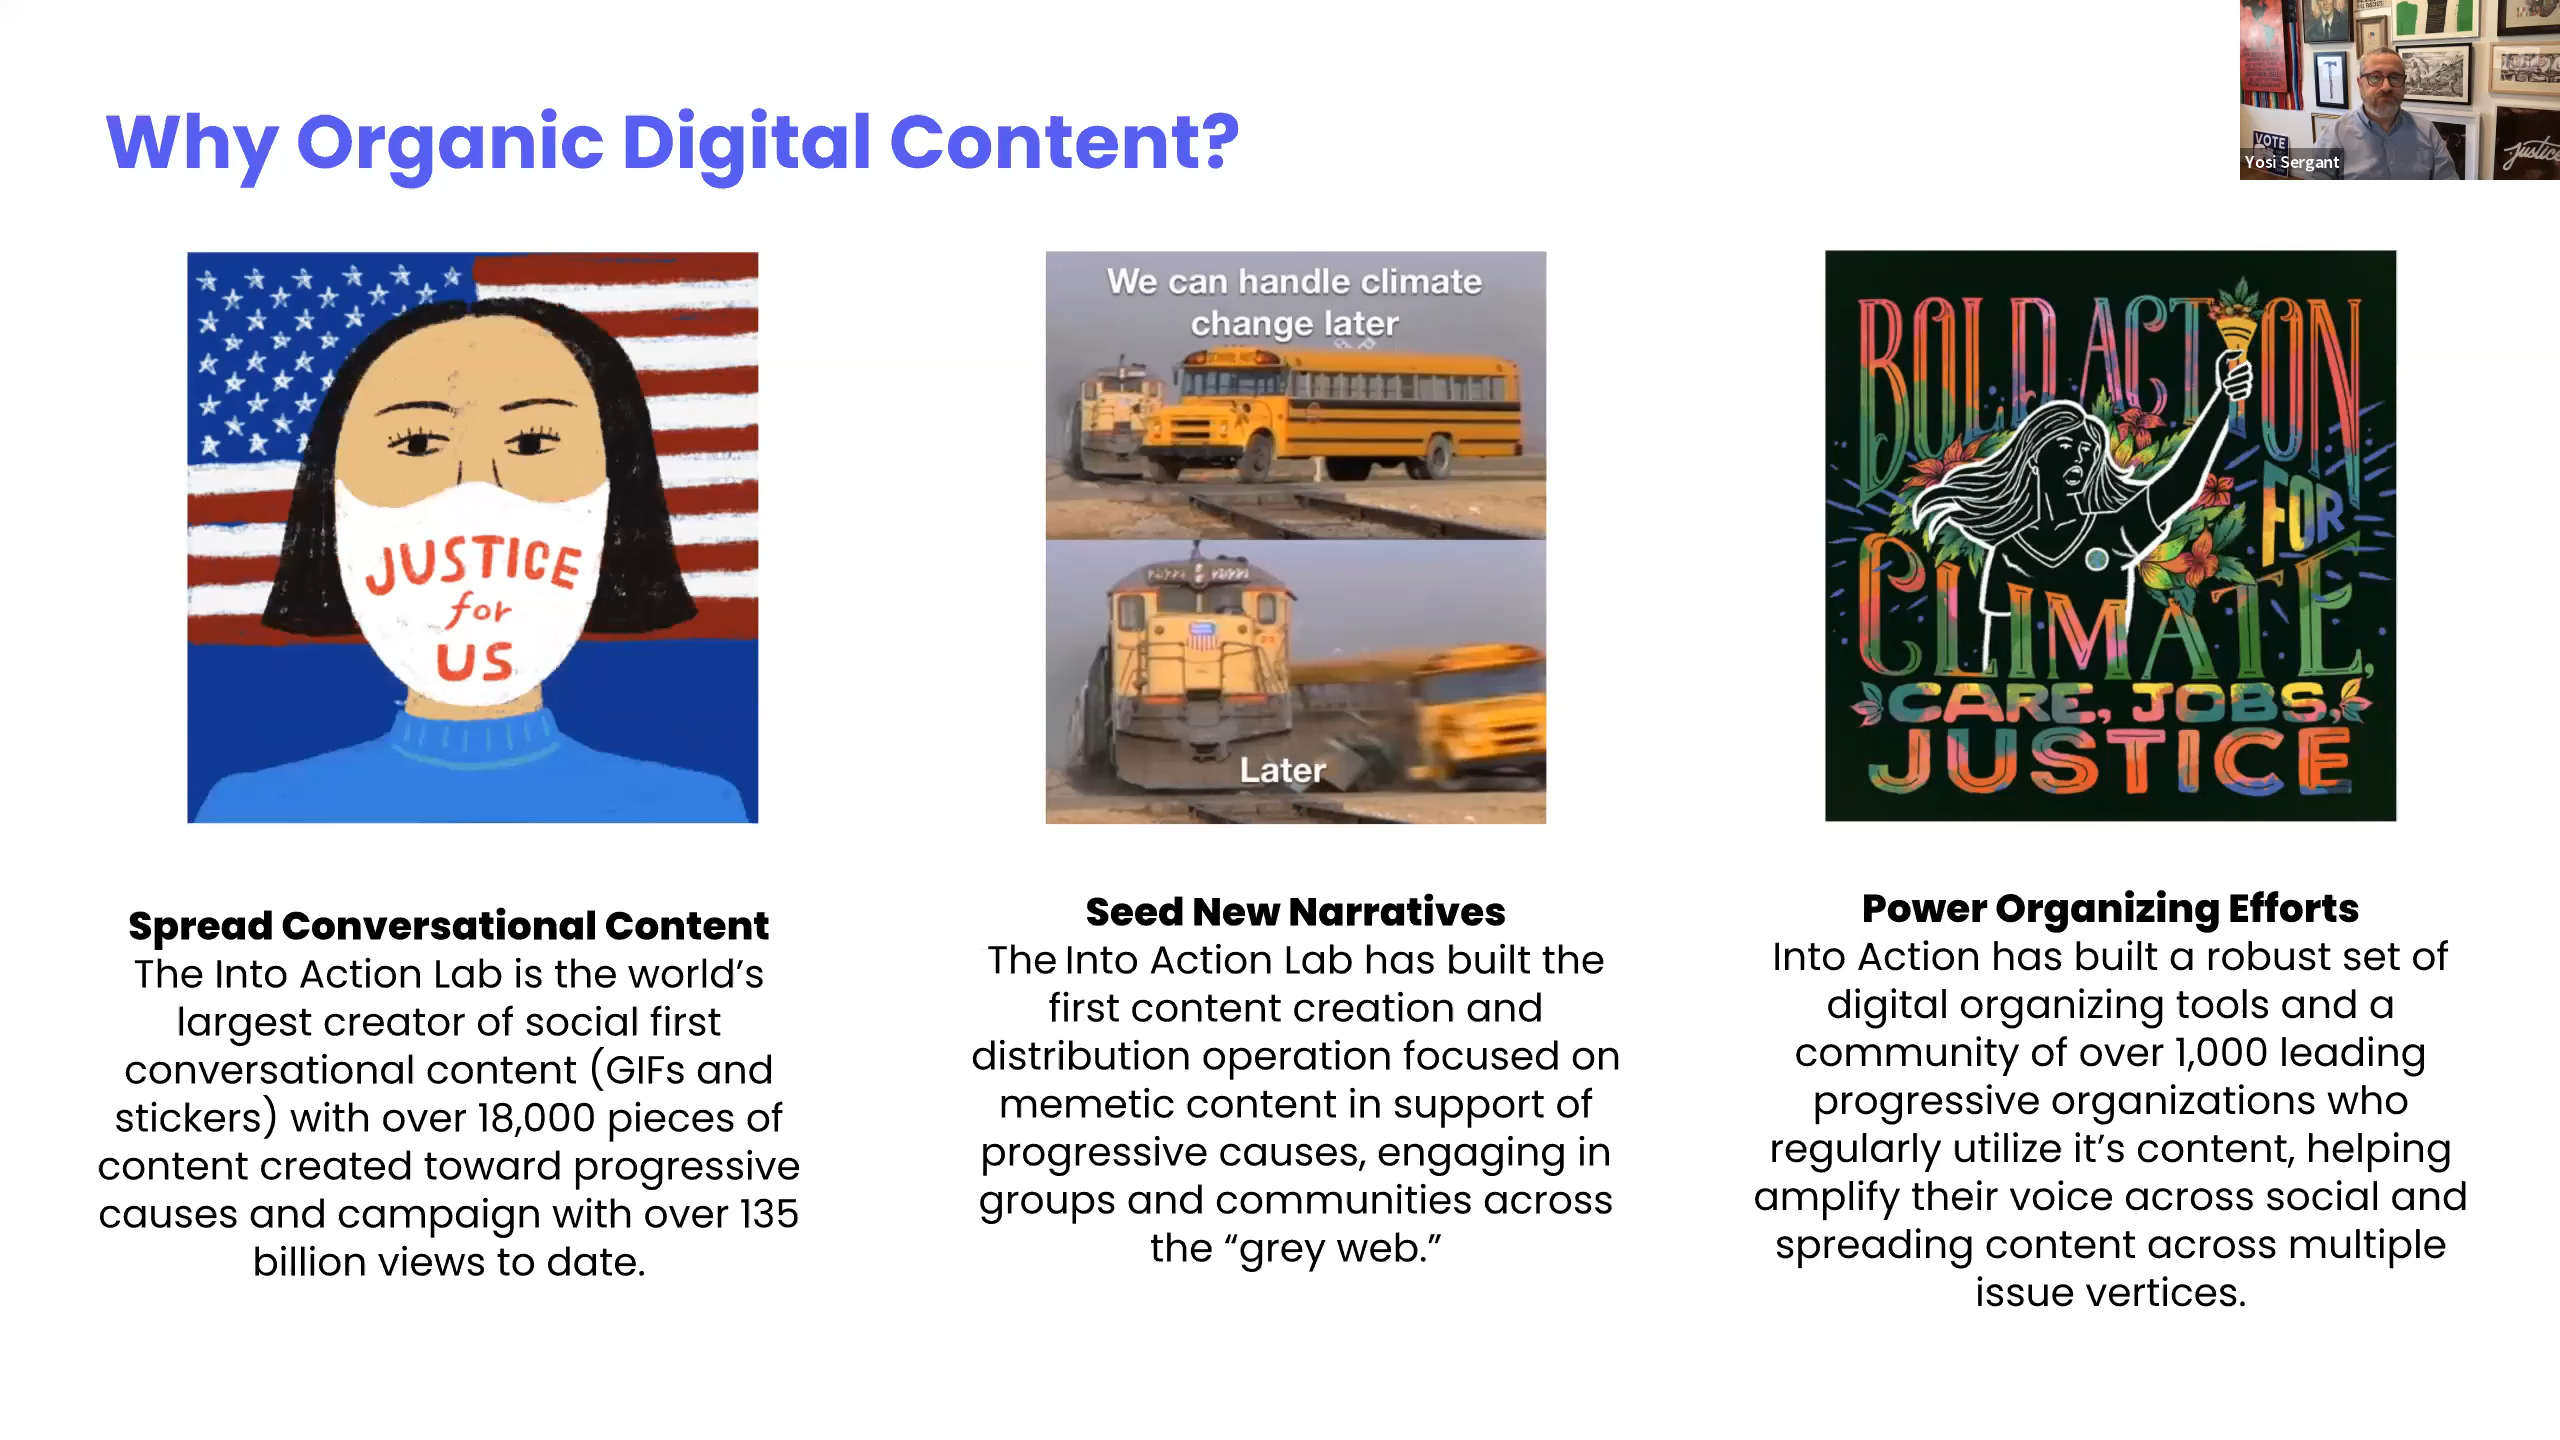 Why Organic Digital Content?
VOTE
Yosi Sergant
justice
JUSTICE
for
US
We can handle climate
change later
Later
BOLD ACTION
FOR
CLIMATE,
CARE, JOBS,
JUSTICE
Spread Conversational Content
The Into Action Lab is the world’s
largest creator of social first
conversational content (GIFs and
stickers) with over 18,000 pieces of
content created toward progressive
causes and campaign with over 135
billion views to date.
Seed New Narratives
The Into Action Lab has built the
first content creation and
distribution operation focused on
memetic content in support of
progressive causes, engaging in
groups and communities across
the “grey web.”
Power Organizing Efforts
Into Action has built a robust set of
digital organizing tools and a
community of over 1,000 leading
progressive organizations who
regularly utilize it’s content, helping
amplify their voice across social and
spreading content across multiple
issue vertices.